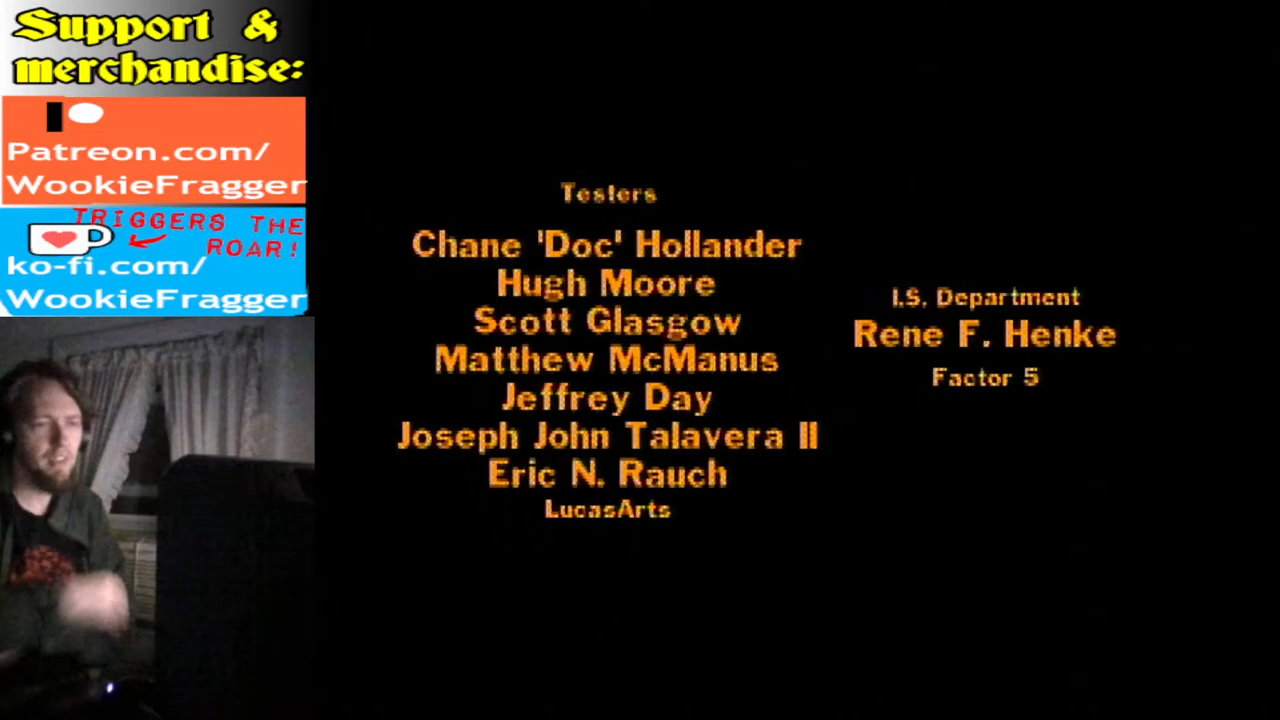 Support &
merchandise:
Patreon.com/
WookieFragger
TRIGGERS THE
ROAR!
ko-fi.com/
WookieFragger
Testers
Chane 'Doc' Hollander
Hugh Moore
Scott Glasgow
Matthew McManus
Jeffrey Day
Joseph John Talavera II
Eric N. Rauch
LucasArts
I.S. Department
Rene F. Henke
Factor 5